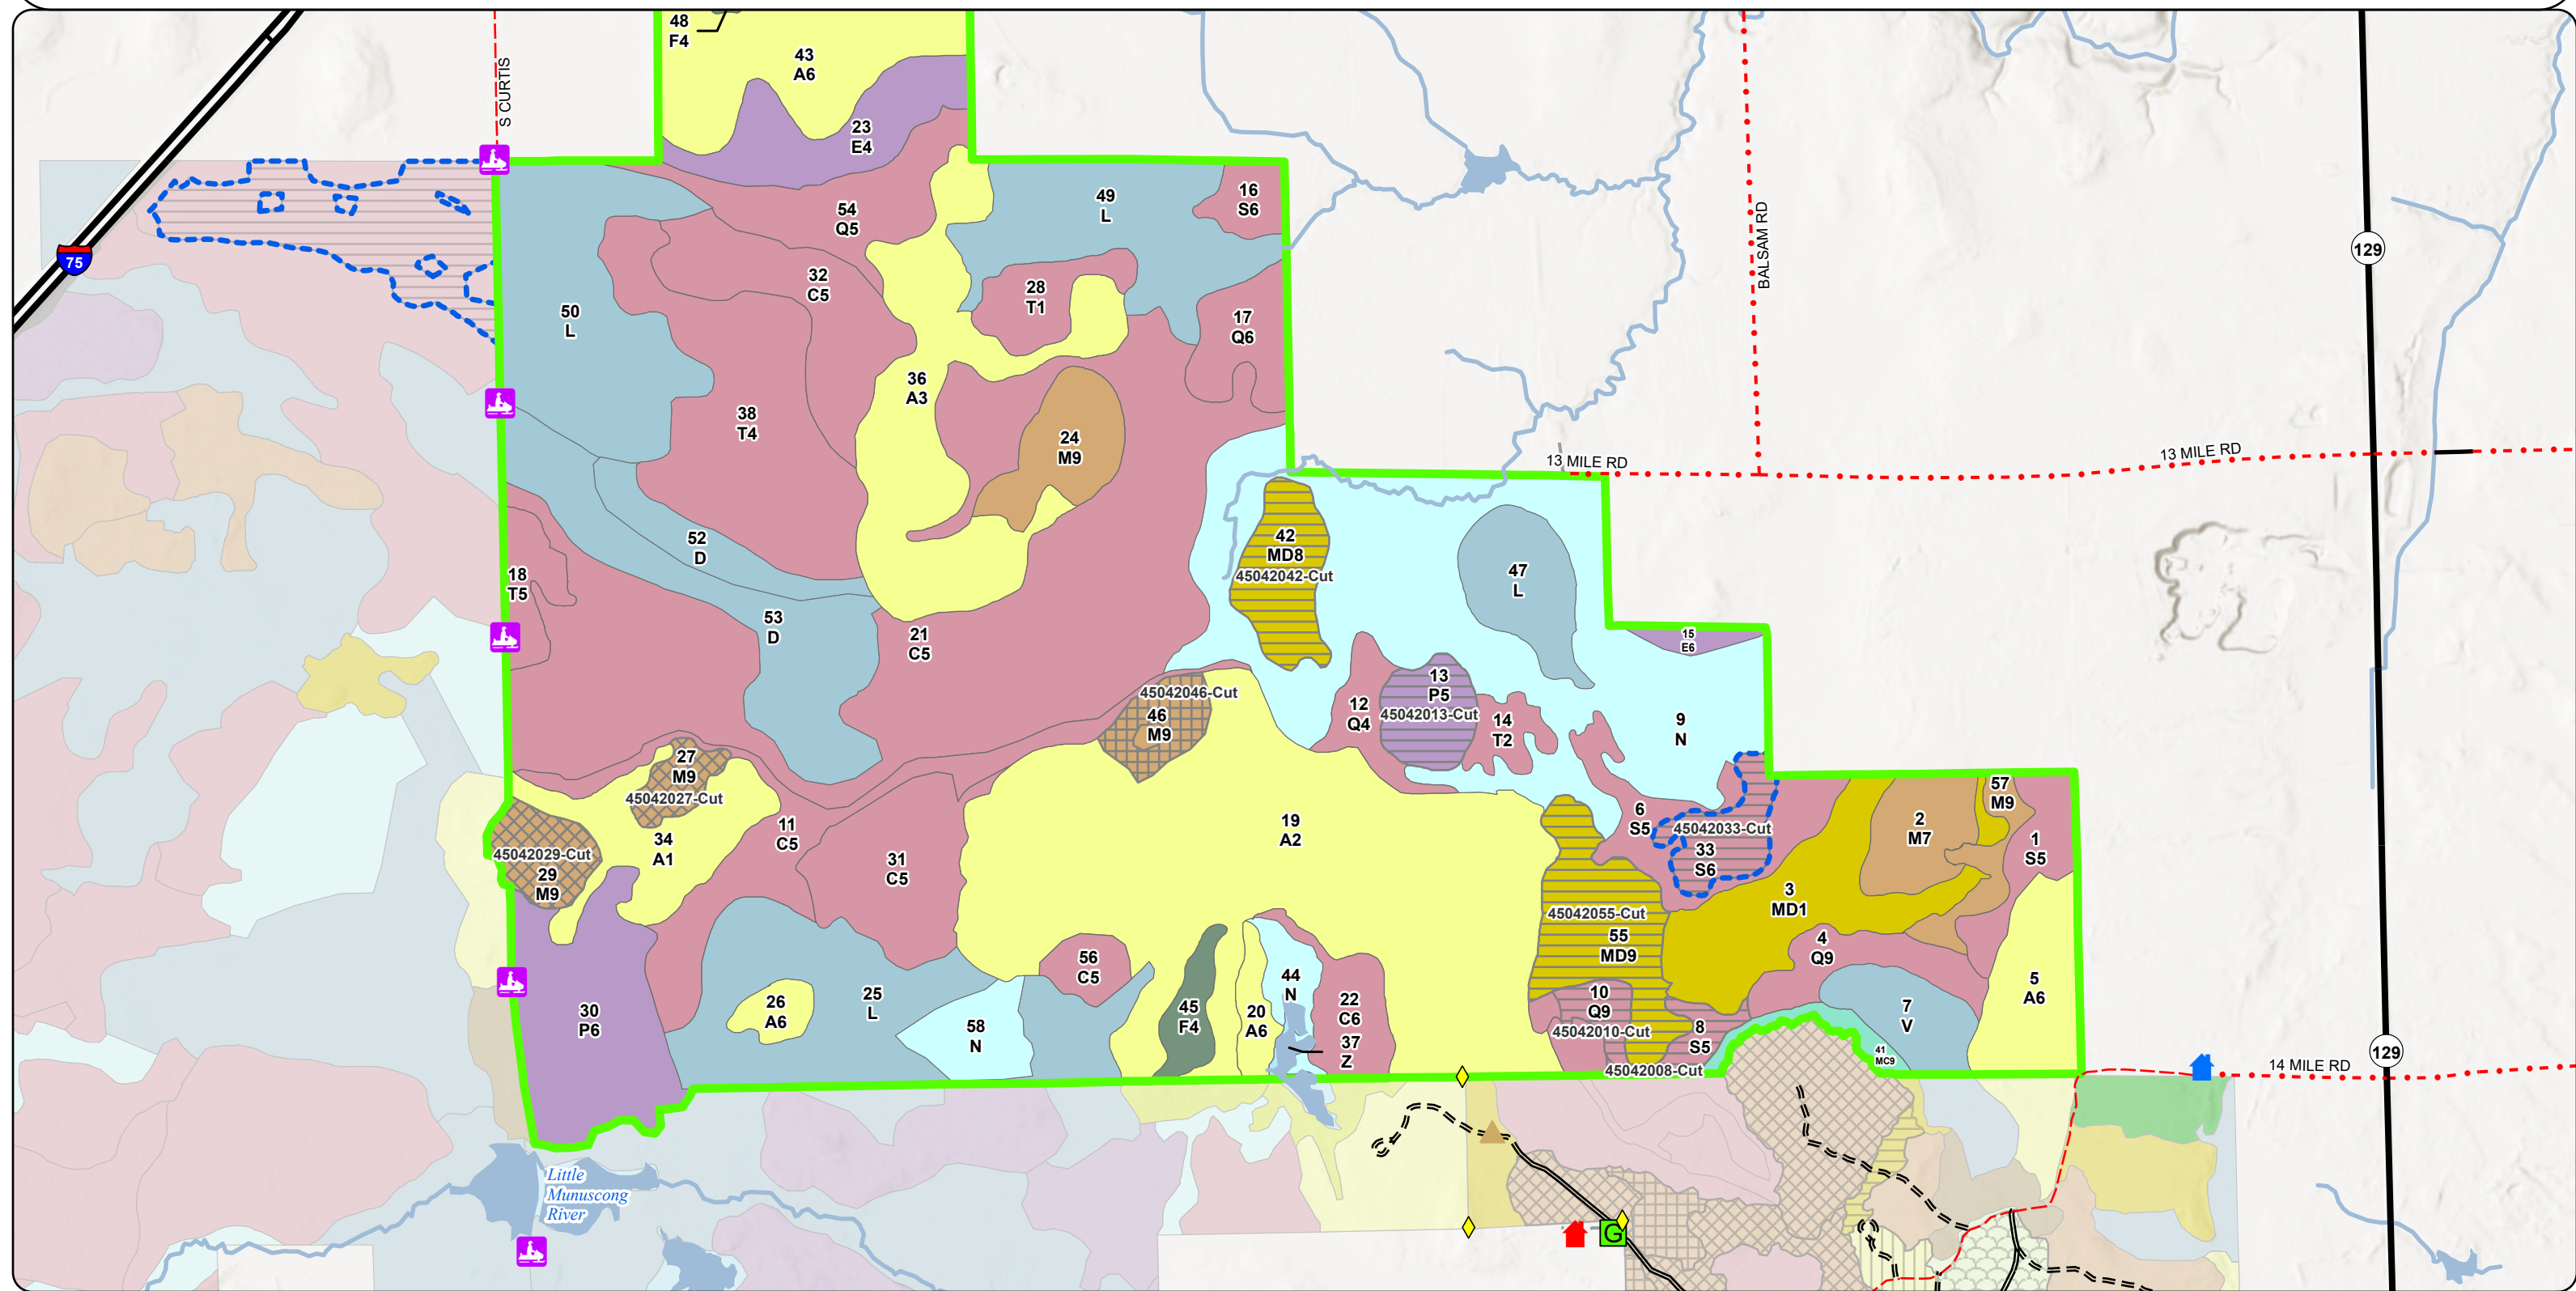 48
F4
43
A6
S CURTIS
23
E4
16
S6
49
L
54
Q5
BALSAM RD
129
75
32
C5
28
T1
50
L
17
Q6
36
A3
38
T4
24
M9
13 MILE RD
13 MILE RD
52
D
42
MD8
45042042-Cut
47
L
18
T5
53
D
21
C5
15
E6
45042046-Cut
46
M9
13
P5
45042013-Cut
12
Q4
14
T2
9
N
27
M9
45042027-Cut
57
M9
19
A2
6
S5
45042033-Cut
33
S6
2
M7
1
S5
11
C5
34
A1
45042029-Cut
29
M9
31
C5
3
MD1
45042055-Cut
55
MD9
4
Q9
56
C5
5
A6
44
N
10
Q9
45042010-Cut
26
A6
25
L
45
F4
20
A6
22
C6
37
Z
30
P6
58
N
8
S5
45042008-Cut
7
V
41
MC9
129
14 MILE RD
Little
Munuscong
River
G